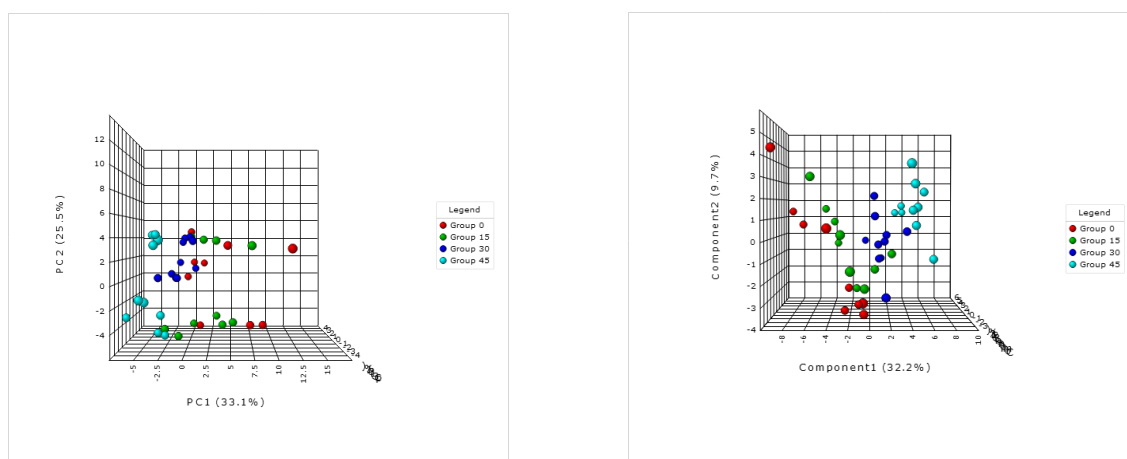 PC 2 (25.5%)
12
10
8
6
4
2
0
-2
-4
-5
-2.5
0
2.5
5
7.5
10
12.5
15
PC1 (33.1%)
Legend
Group 0
Group 15
Group 30
Group 45
Component2 (9.7%)
5
4
3
2
1
0
-1
-2
-3
-4
-8
-6
-4
-2
0
2
4
6
8
10
Component1 (32.2%)
Legend
Group 0
Group 15
Group 30
Group 45